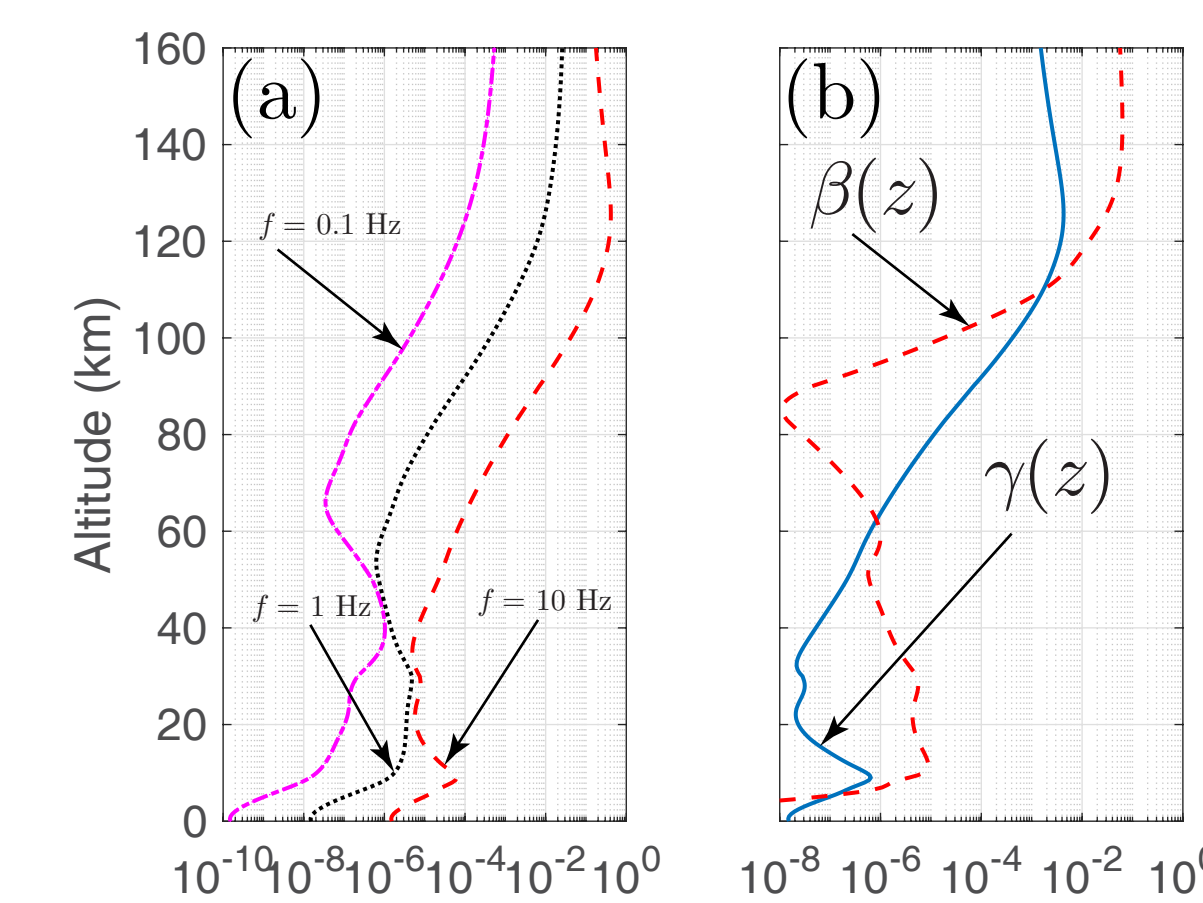 (a)
(b)
160
140
120
100
80
60
40
20
0
Altitude (km)
f = 0.1 Hz
f = 1 Hz
f = 10 Hz
β(z)
γ(z)
10^-10 10^-8 10^-6 10^-4 10^-2 10^0
10^-8 10^-6 10^-4 10^-2